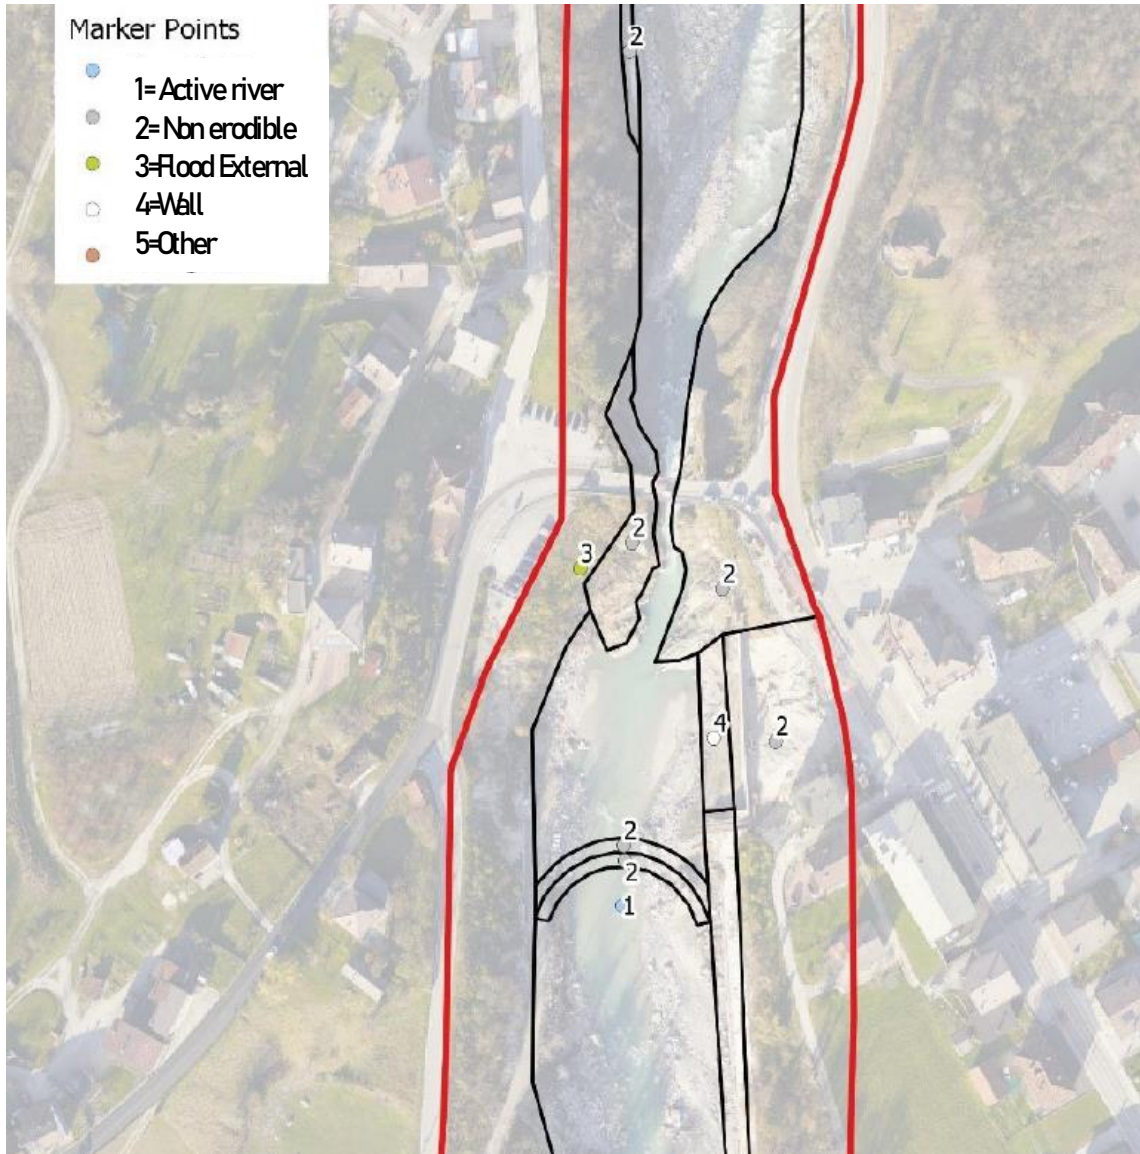 Marker Points
1= Active river
2= Non erodible
3=Flood External
4=Wall
5=Other
2
2
3
2
4
2
2
2
1